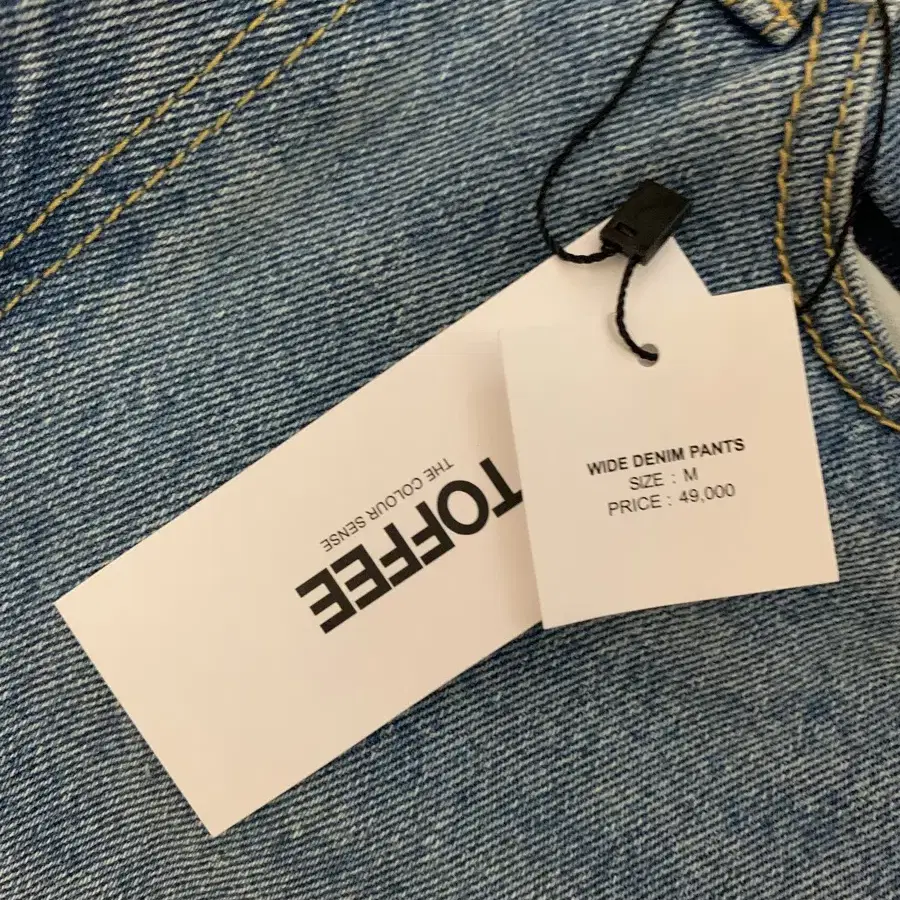 TOFFEE
THE COLOUR SENSE
WIDE DENIM PANTS
SIZE : M
PRICE : 49,000